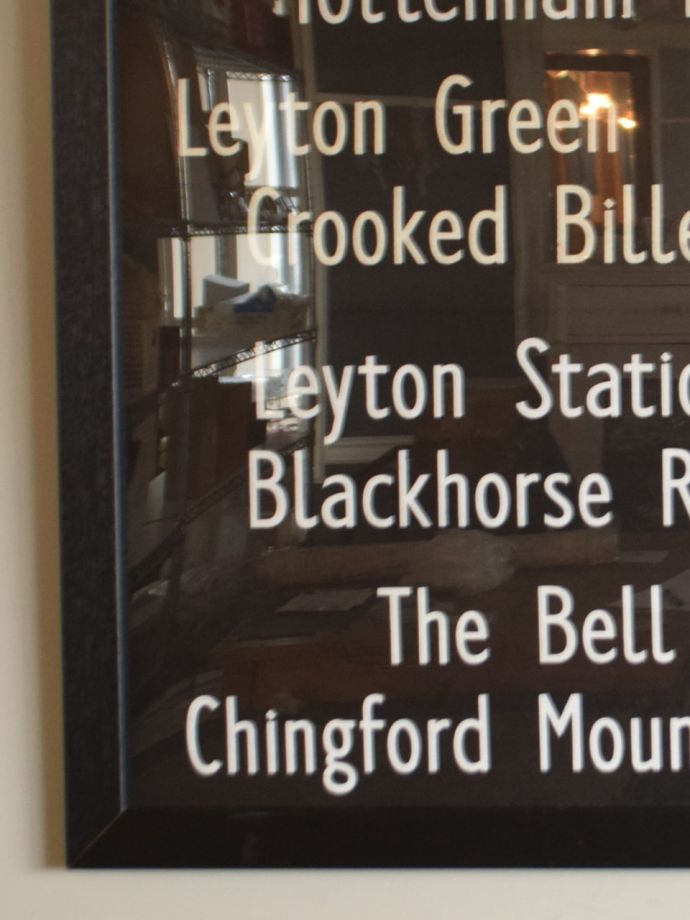 Leyton Green
Crooked Bille
Leyton Statio
Blackhorse R
The Bell
Chingford Moun